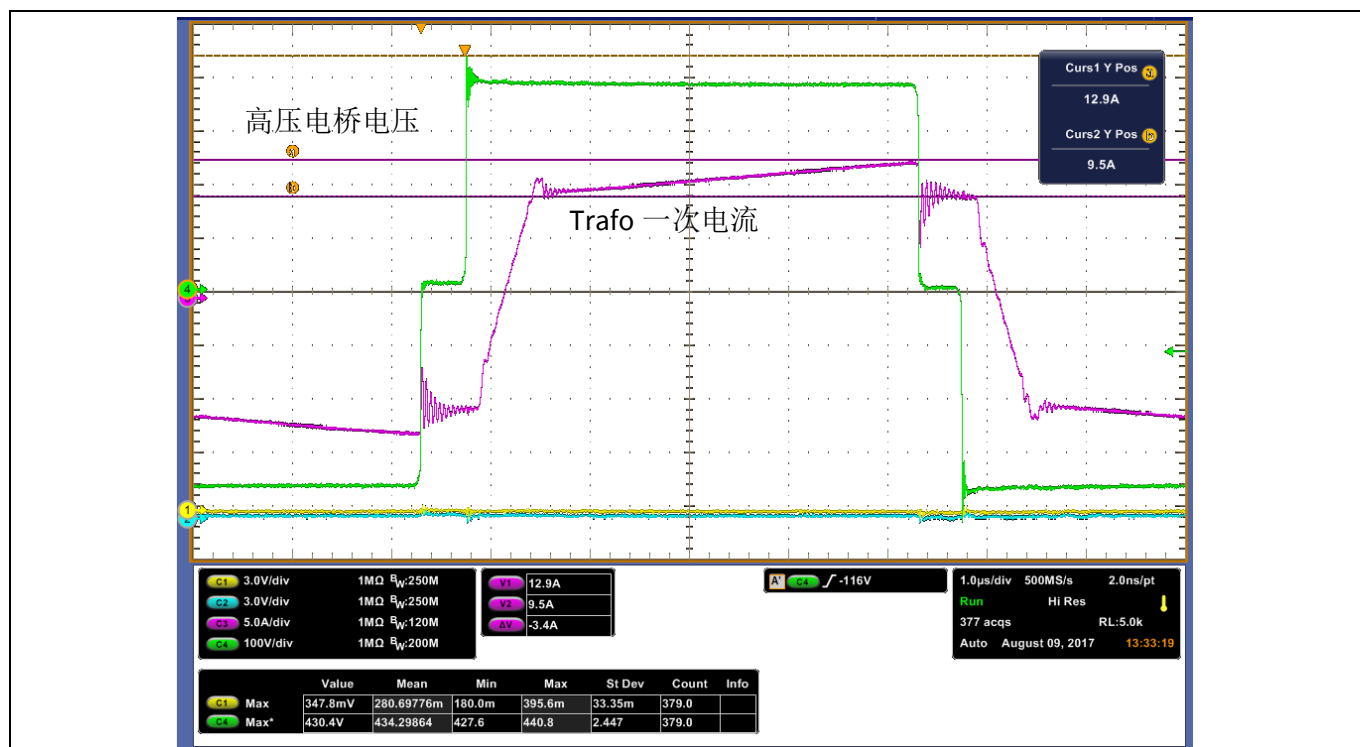 Curs1 Y Pos
12.9A
Curs2 Y Pos
9.5A
高压电桥电压
Trafo 一次电流
4
1
C1 3.0V/div 1MΩ BW:250M
C2 3.0V/div 1MΩ BW:250M
C3 5.0A/div 1MΩ BW:120M
C4 100V/div 1MΩ BW:200M
V1 12.9A
V2 9.5A
ΔV -3.4A
A' C4 -116V
1.0μs/div 500MS/s 2.0ns/pt
Run Hi Res
377 acqs RL:5.0k
Auto August 09, 2017 13:33:19
Value Mean Min Max St Dev Count Info
C1 Max 347.8mV 280.69776m 180.0m 395.6m 33.35m 379.0
C4 Max* 430.4V 434.29864 427.6 440.8 2.447 379.0